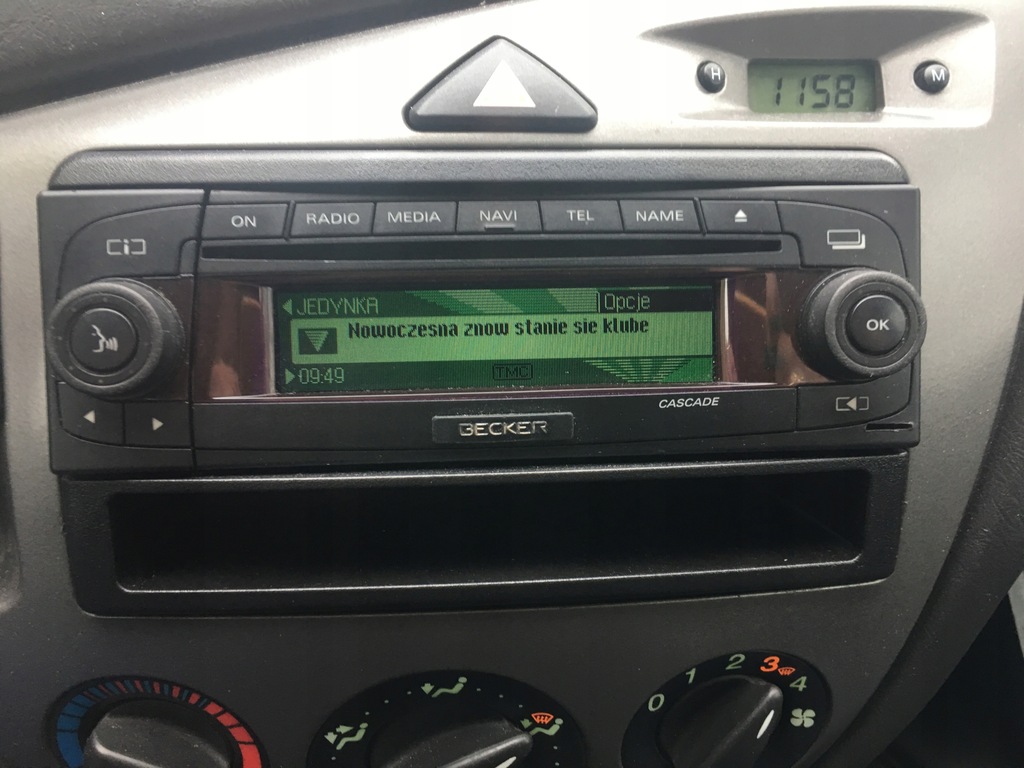 H 1158 M
ON RADIO MEDIA NAVI TEL NAME
JEDYNKA Opcje
Nowoczesna znow stanie sie klube
OK
09:49 TMC
CASCADE
BECKER
0 1 2 3 4